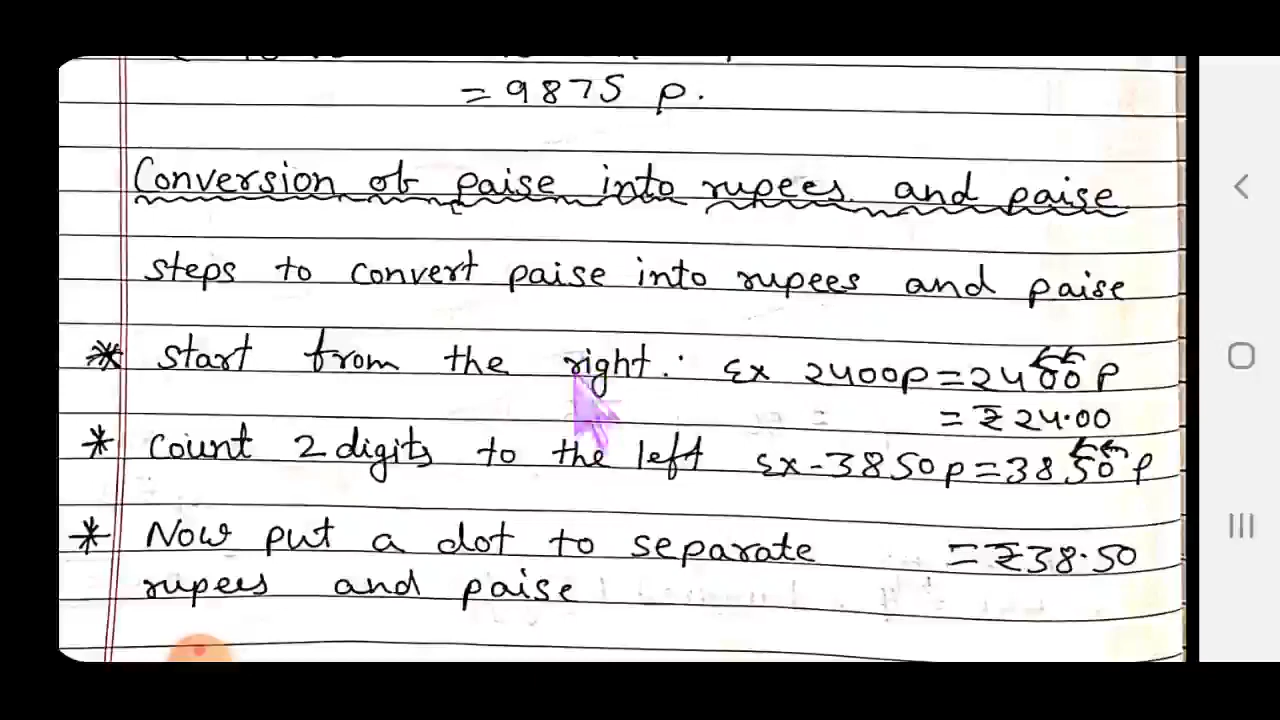 = 9875 p.
Conversion of paise into rupees and paise
steps to convert paise into rupees and paise
* Start from the right. Ex 2400p = 2400 p
= ₹ 24.00
* Count 2 digits to the left Ex - 3850p = 3850 p
* Now put a dot to separate = ₹38.50
rupees and paise